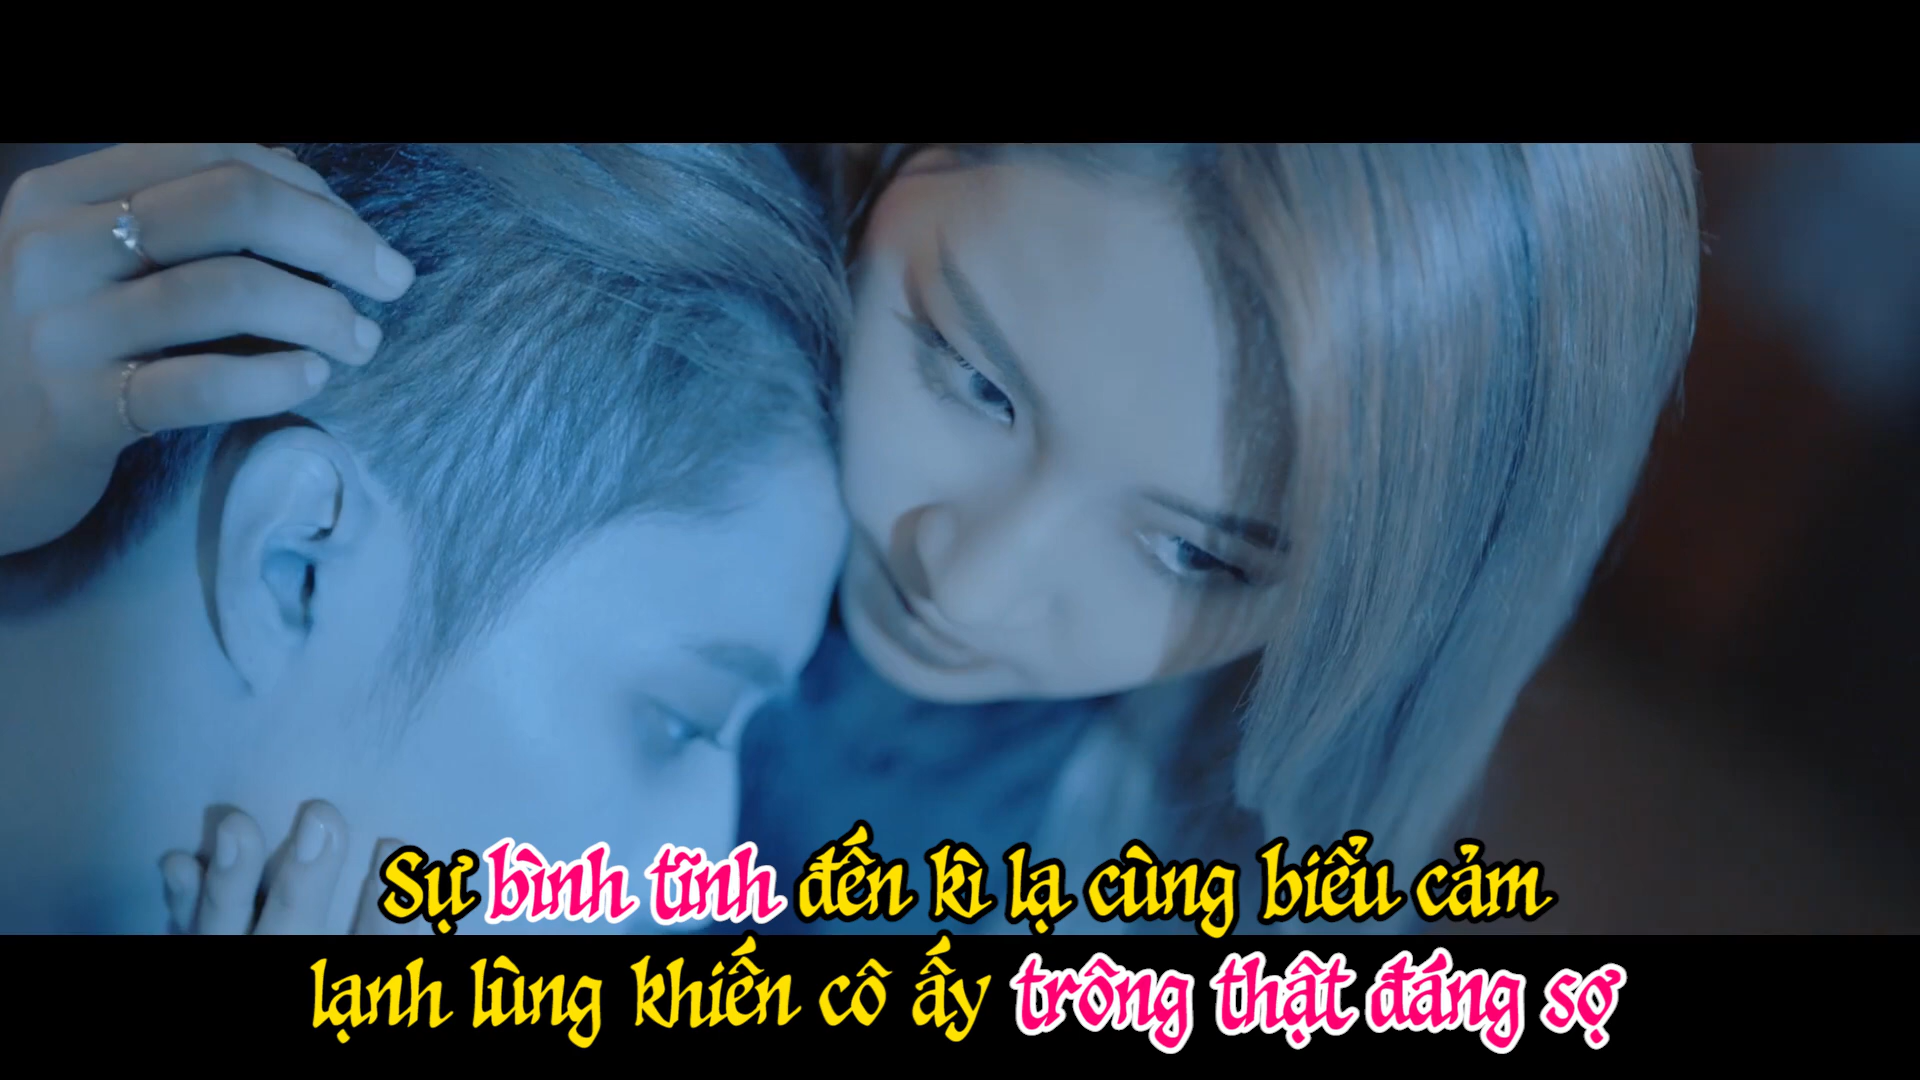 Sự bình tĩnh đến kì lạ cùng biểu cảm
lạnh lùng khiến cô ấy trông thật đáng sợ